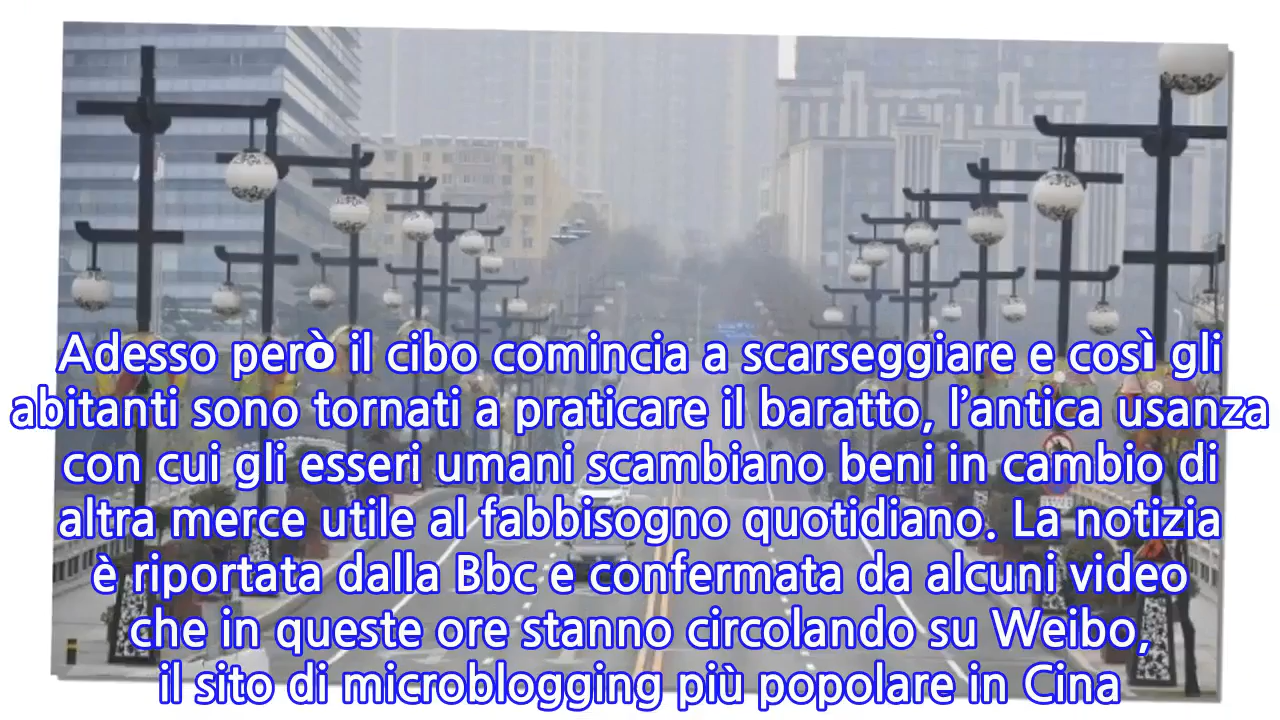 Adesso però il cibo comincia a scarseggiare e così gli
abitanti sono tornati a praticare il baratto, l’antica usanza
con cui gli esseri umani scambiano beni in cambio di
altra merce utile al fabbisogno quotidiano. La notizia
è riportata dalla Bbc e confermata da alcuni video
che in queste ore stanno circolando su Weibo,
il sito di microblogging più popolare in Cina